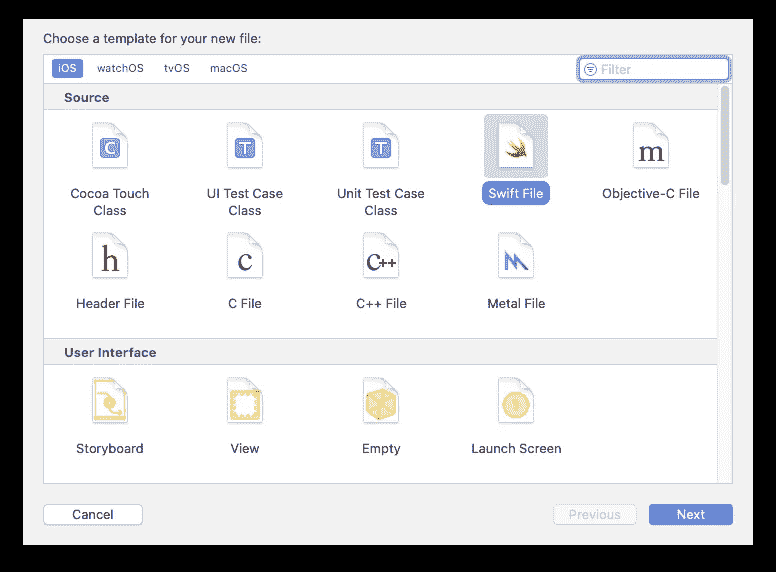 Choose a template for your new file:
iOS watchOS tvOS macOS Filter
Source
C T T m
Cocoa Touch Class UI Test Case Class Unit Test Case Class Swift File Objective-C File
h c c++
Header File C File C++ File Metal File
User Interface
Storyboard View Empty Launch Screen
Cancel Previous Next